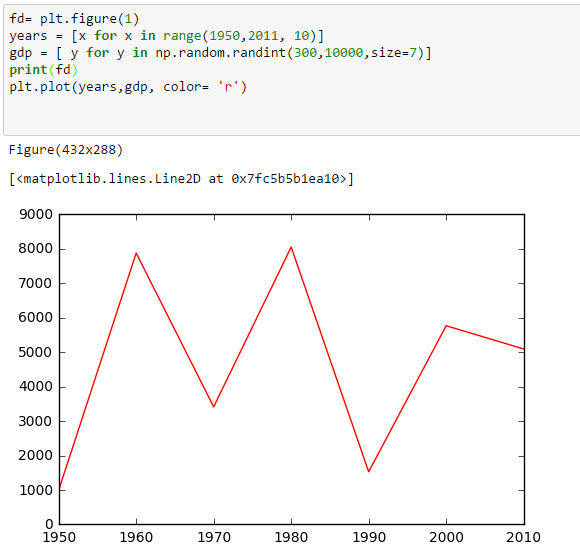 fd= plt.figure(1)
years = [x for x in range(1950,2011, 10)]
gdp = [ y for y in np.random.randint(300,10000,size=7)]
print(fd)
plt.plot(years,gdp, color= 'r')
Figure(432x288)
[<matplotlib.lines.Line2D at 0x7fc5b5b1ea10>]
9000
8000
7000
6000
5000
4000
3000
2000
1000
0
1950 1960 1970 1980 1990 2000 2010